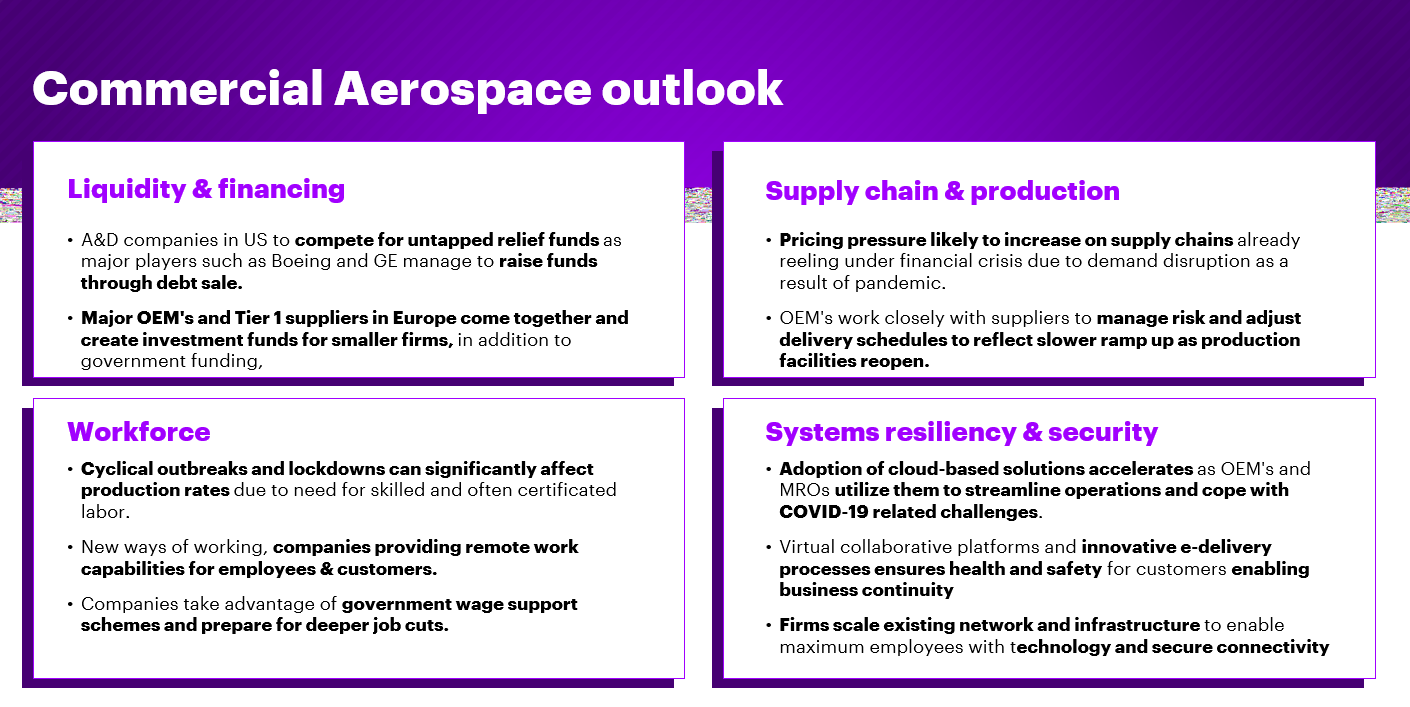 Commercial Aerospace outlook
Liquidity & financing
• A&D companies in US to compete for untapped relief funds as
major players such as Boeing and GE manage to raise funds
through debt sale.
• Major OEM's and Tier 1 suppliers in Europe come together and
create investment funds for smaller firms, in addition to
government funding,
Supply chain & production
• Pricing pressure likely to increase on supply chains already
reeling under financial crisis due to demand disruption as a
result of pandemic.
• OEM's work closely with suppliers to manage risk and adjust
delivery schedules to reflect slower ramp up as production
facilities reopen.
Workforce
• Cyclical outbreaks and lockdowns can significantly affect
production rates due to need for skilled and often certificated
labor.
• New ways of working, companies providing remote work
capabilities for employees & customers.
• Companies take advantage of government wage support
schemes and prepare for deeper job cuts.
Systems resiliency & security
• Adoption of cloud-based solutions accelerates as OEM's and
MROs utilize them to streamline operations and cope with
COVID-19 related challenges.
• Virtual collaborative platforms and innovative e-delivery
processes ensures health and safety for customers enabling
business continuity
• Firms scale existing network and infrastructure to enable
maximum employees with technology and secure connectivity